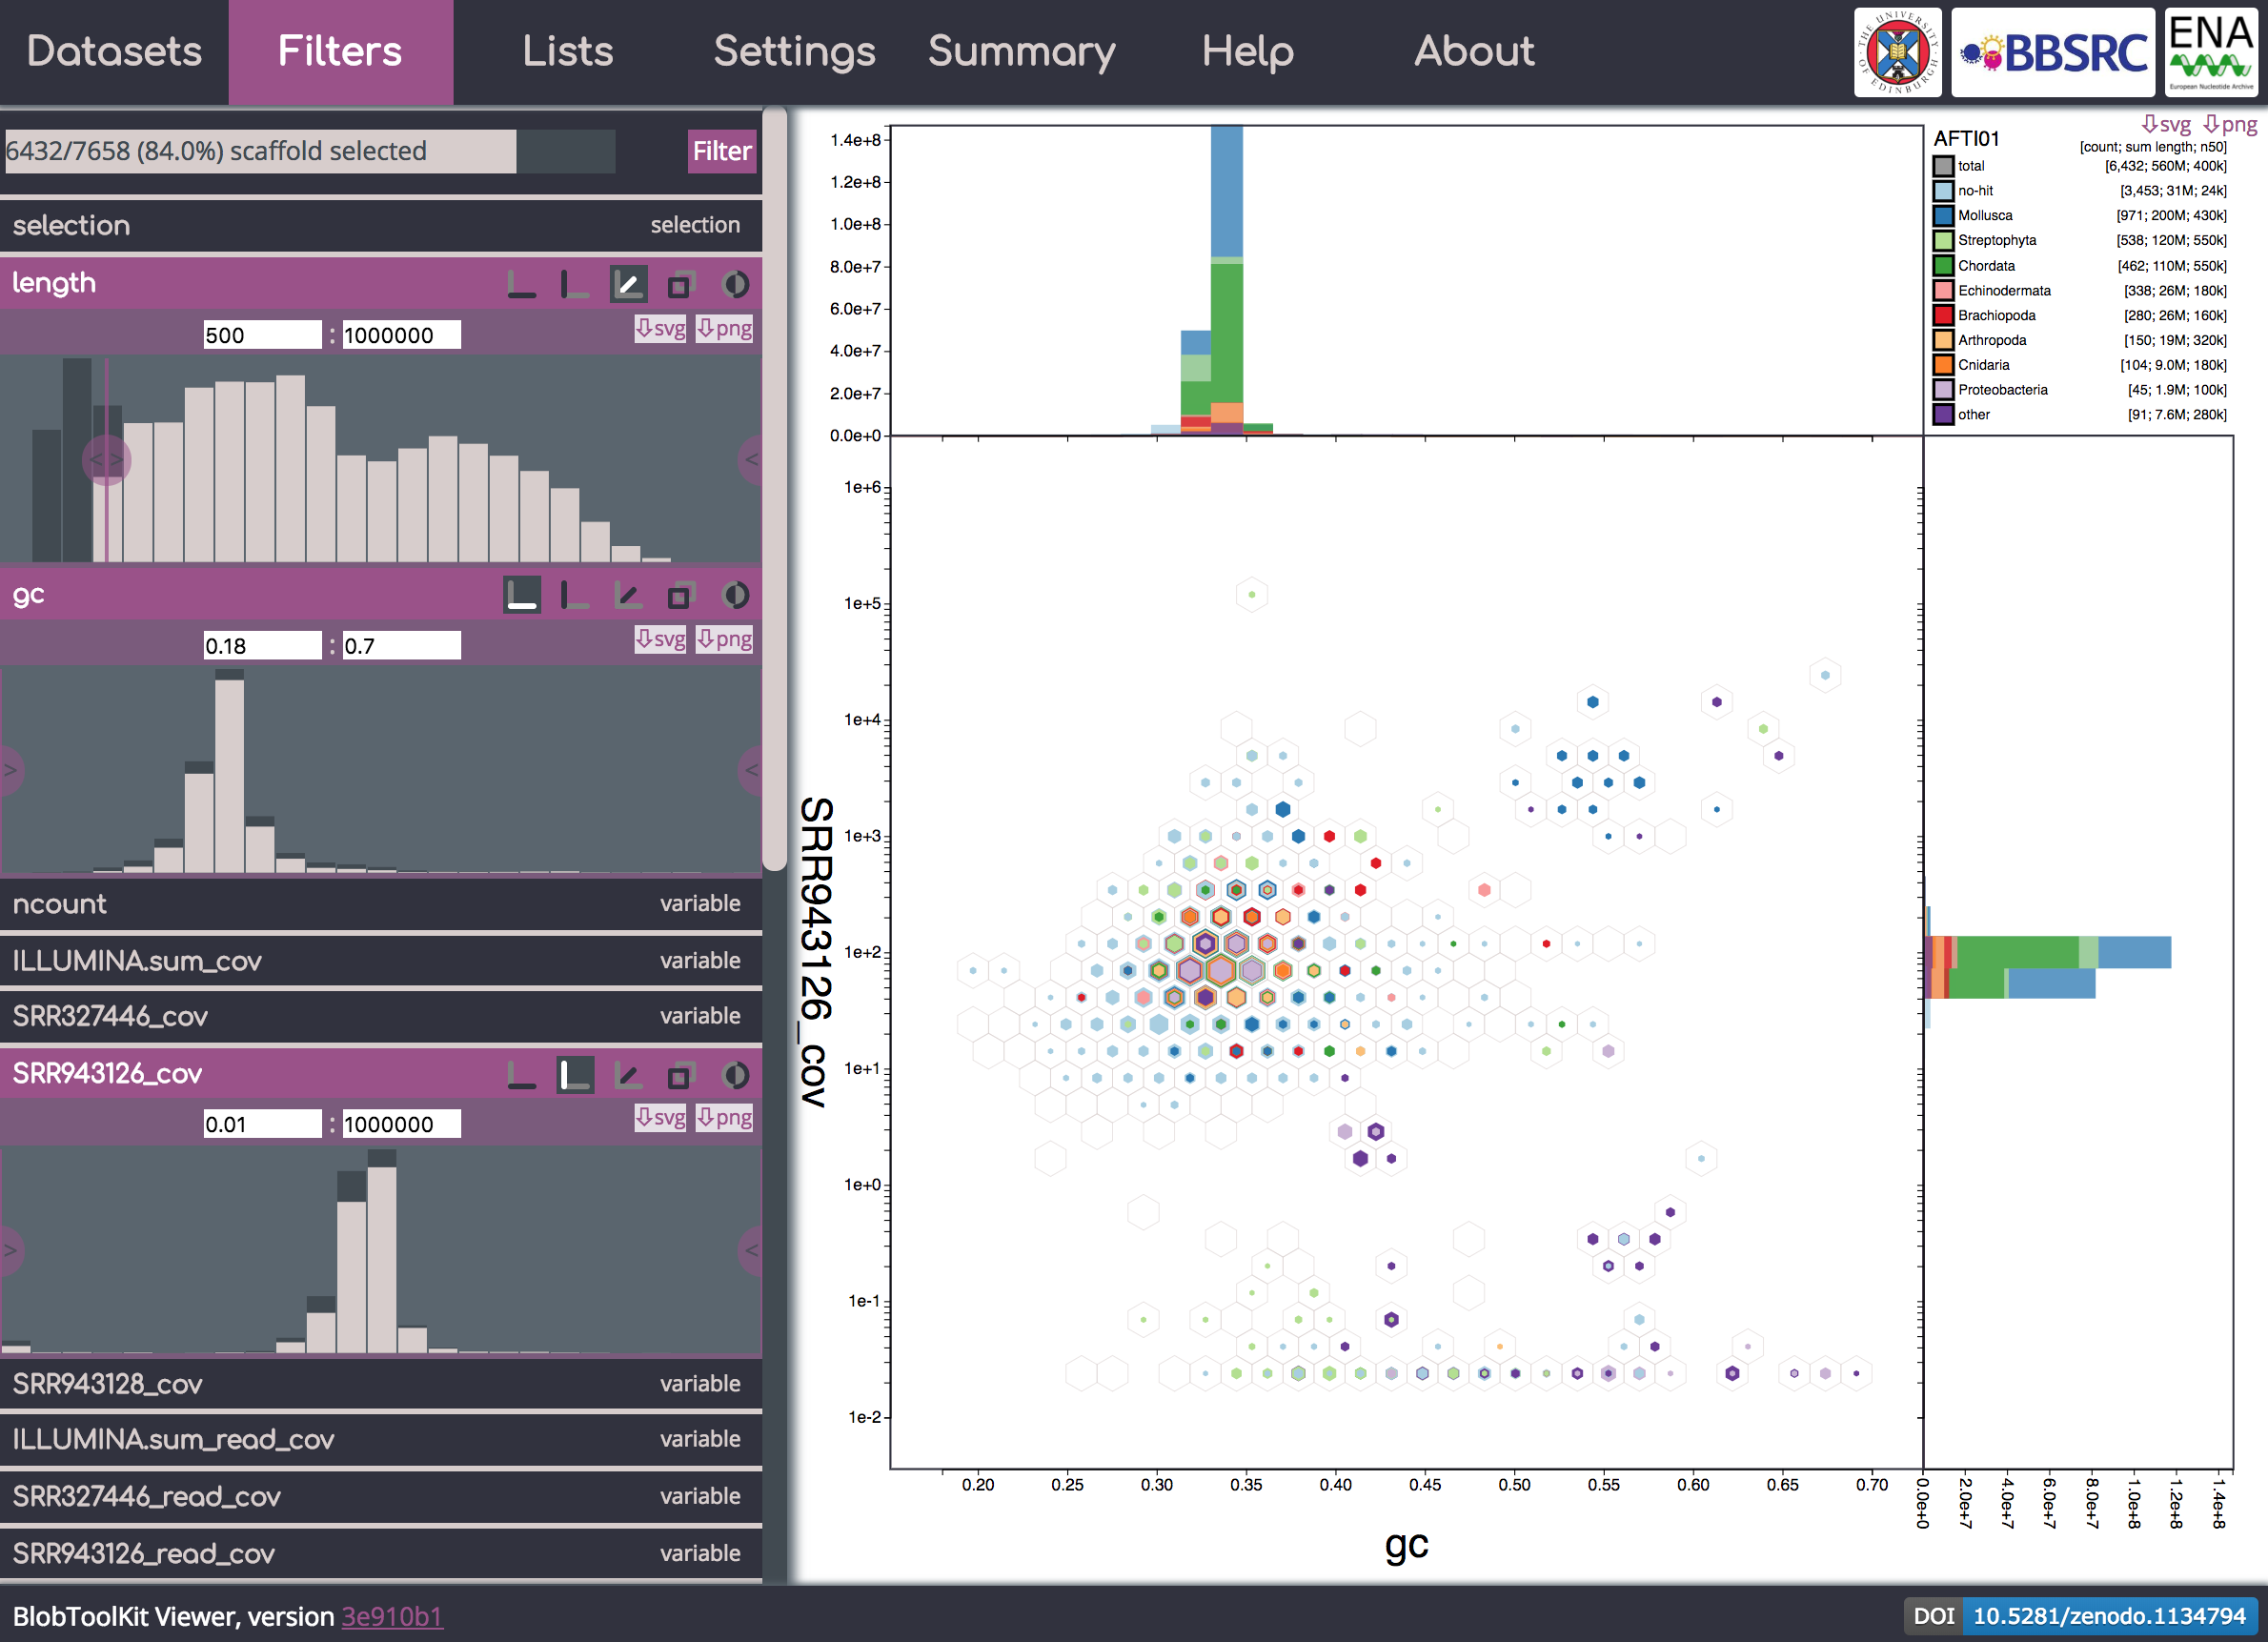 Datasets Filters Lists Settings Summary Help About
THE UNIVERSITY OF EDINBURGH
BBSRC
ENA
European Nucleotide Archive
6432/7658 (84.0%) scaffold selected Filter
selection selection
length
500 : 1000000 svg png
< >
<
gc
0.18 : 0.7 svg png
> <
ncount variable
ILLUMINA.sum_cov variable
SRR327446_cov variable
SRR943126_cov
0.01 : 1000000 svg png
> <
SRR943128_cov variable
ILLUMINA.sum_read_cov variable
SRR327446_read_cov variable
SRR943126_read_cov variable
svg png
1.4e+8
1.2e+8
1.0e+8
8.0e+7
6.0e+7
4.0e+7
2.0e+7
0.0e+0
AFTI01
[count; sum length; n50]
total [6,432; 560M; 400k]
no-hit [3,453; 31M; 24k]
Mollusca [971; 200M; 430k]
Streptophyta [538; 120M; 550k]
Chordata [462; 110M; 550k]
Echinodermata [338; 26M; 180k]
Brachiopoda [280; 26M; 160k]
Arthropoda [150; 19M; 320k]
Cnidaria [104; 9.0M; 180k]
Proteobacteria [45; 1.9M; 100k]
other [91; 7.6M; 280k]
1e+6
1e+5
1e+4
1e+3
1e+2
1e+1
1e+0
1e-1
1e-2
SRR943126_cov
0.20 0.25 0.30 0.35 0.40 0.45 0.50 0.55 0.60 0.65 0.70
gc
0.0e+0 2.0e+7 4.0e+7 6.0e+7 8.0e+7 1.0e+8 1.2e+8 1.4e+8
BlobToolKit Viewer, version 3e910b1
DOI 10.5281/zenodo.1134794